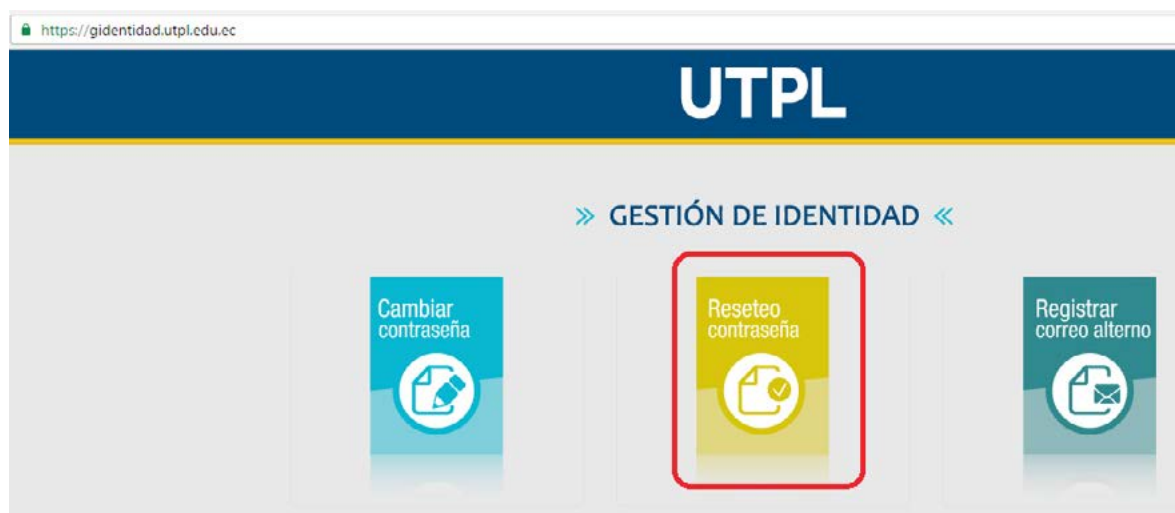 https://gidentidad.utpl.edu.ec
UTPL
» GESTIÓN DE IDENTIDAD «
Cambiar
contraseña
Reseteo
contraseña
Registrar
correo alterno